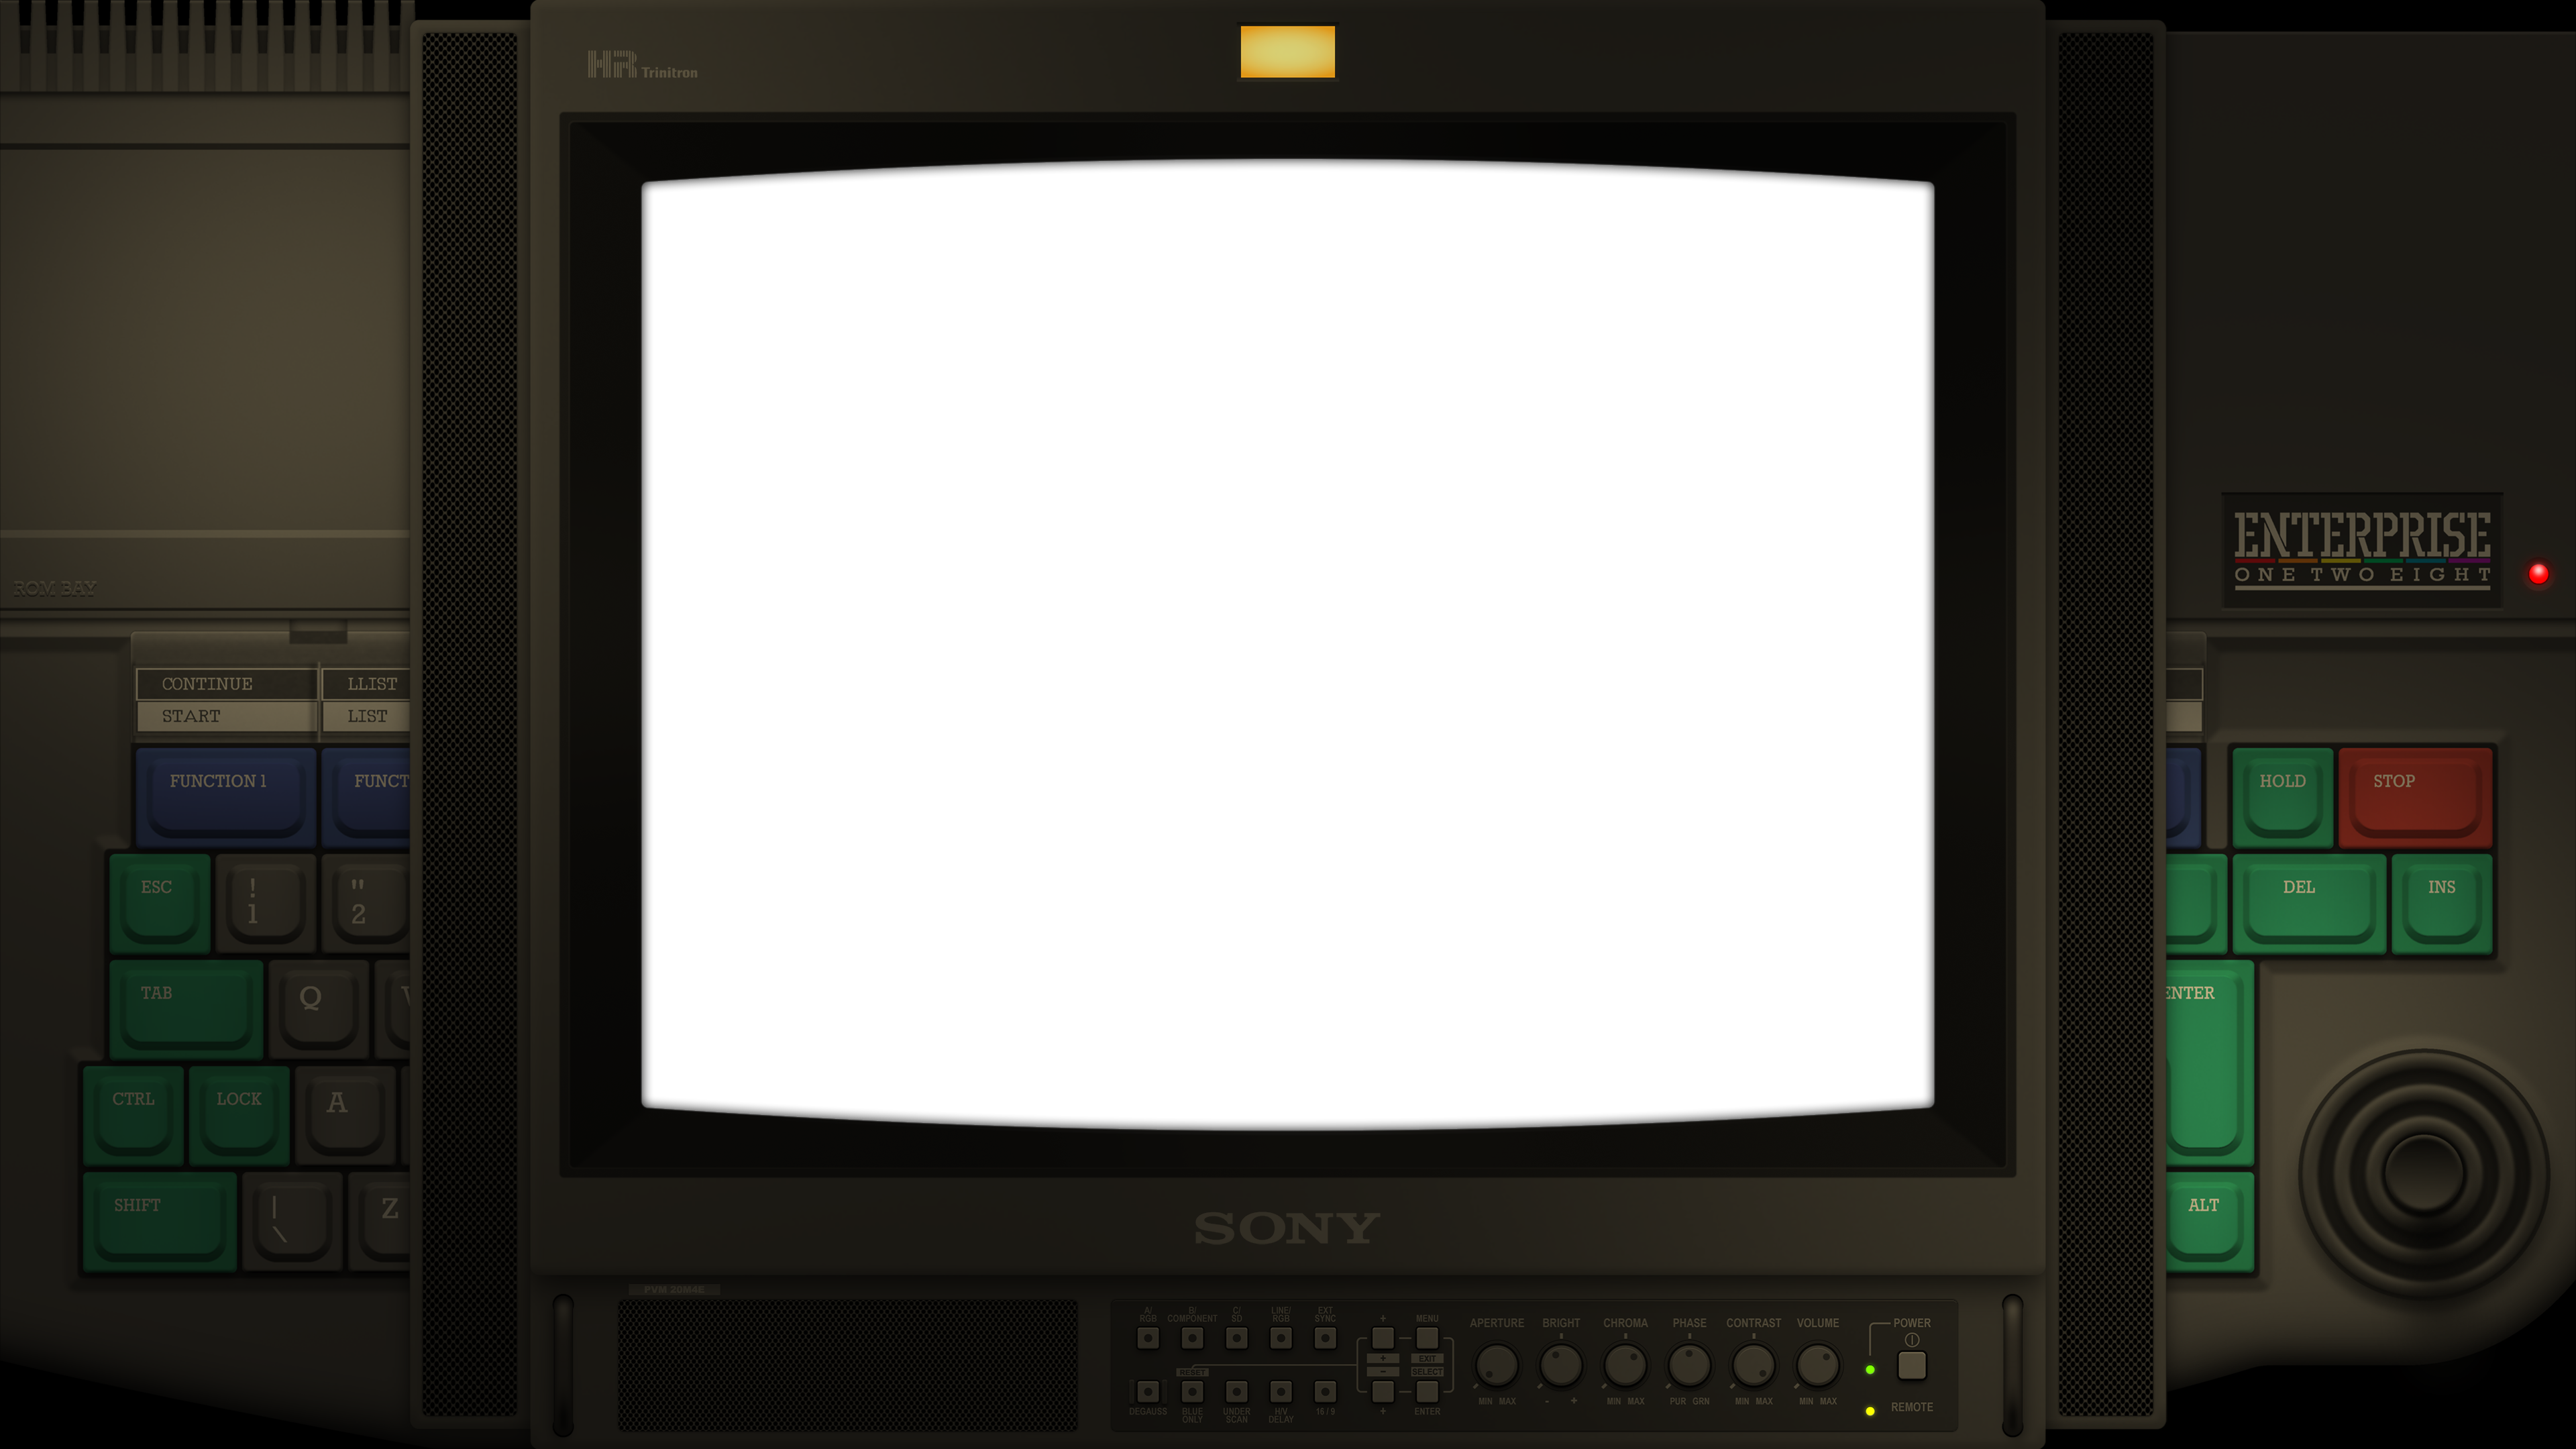 HR Trinitron
ROM BAY
ENTERPRISE
ONE TWO EIGHT
CONTINUE
LLIST
START
LIST
FUNCTION 1
FUNCT
HOLD
STOP
ESC
!
1
"
2
DEL
INS
TAB
Q
ENTER
CTRL
LOCK
A
SHIFT
|
\
Z
ALT
SONY
PVM 20M4E
A/
RGB
B/
COMPONENT
C/
SD
LINE/
RGB
EXT
SYNC
+
MENU
APERTURE
BRIGHT
CHROMA
PHASE
CONTRAST
VOLUME
POWER
+
EXIT
RESET
−
SELECT
DEGAUSS
BLUE
ONLY
UNDER
SCAN
H/V
DELAY
16 / 9
+
ENTER
MIN MAX
- +
MIN MAX
PUR GRN
MIN MAX
MIN MAX
REMOTE